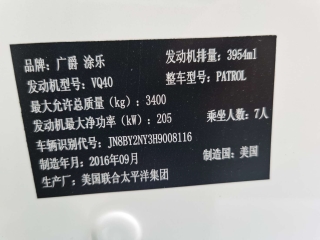 品牌：广爵 涂乐 发动机排量：3954ml
发动机型号：VQ40 整车型号：PATROL
最大允许总质量（kg）：3400
发动机最大净功率（kW）：205 乘坐人数：7人
车辆识别代号：JN8BY2NY3H9008116
制造年月：2016年09月 制造国：美国
生产厂：美国联合太平洋集团